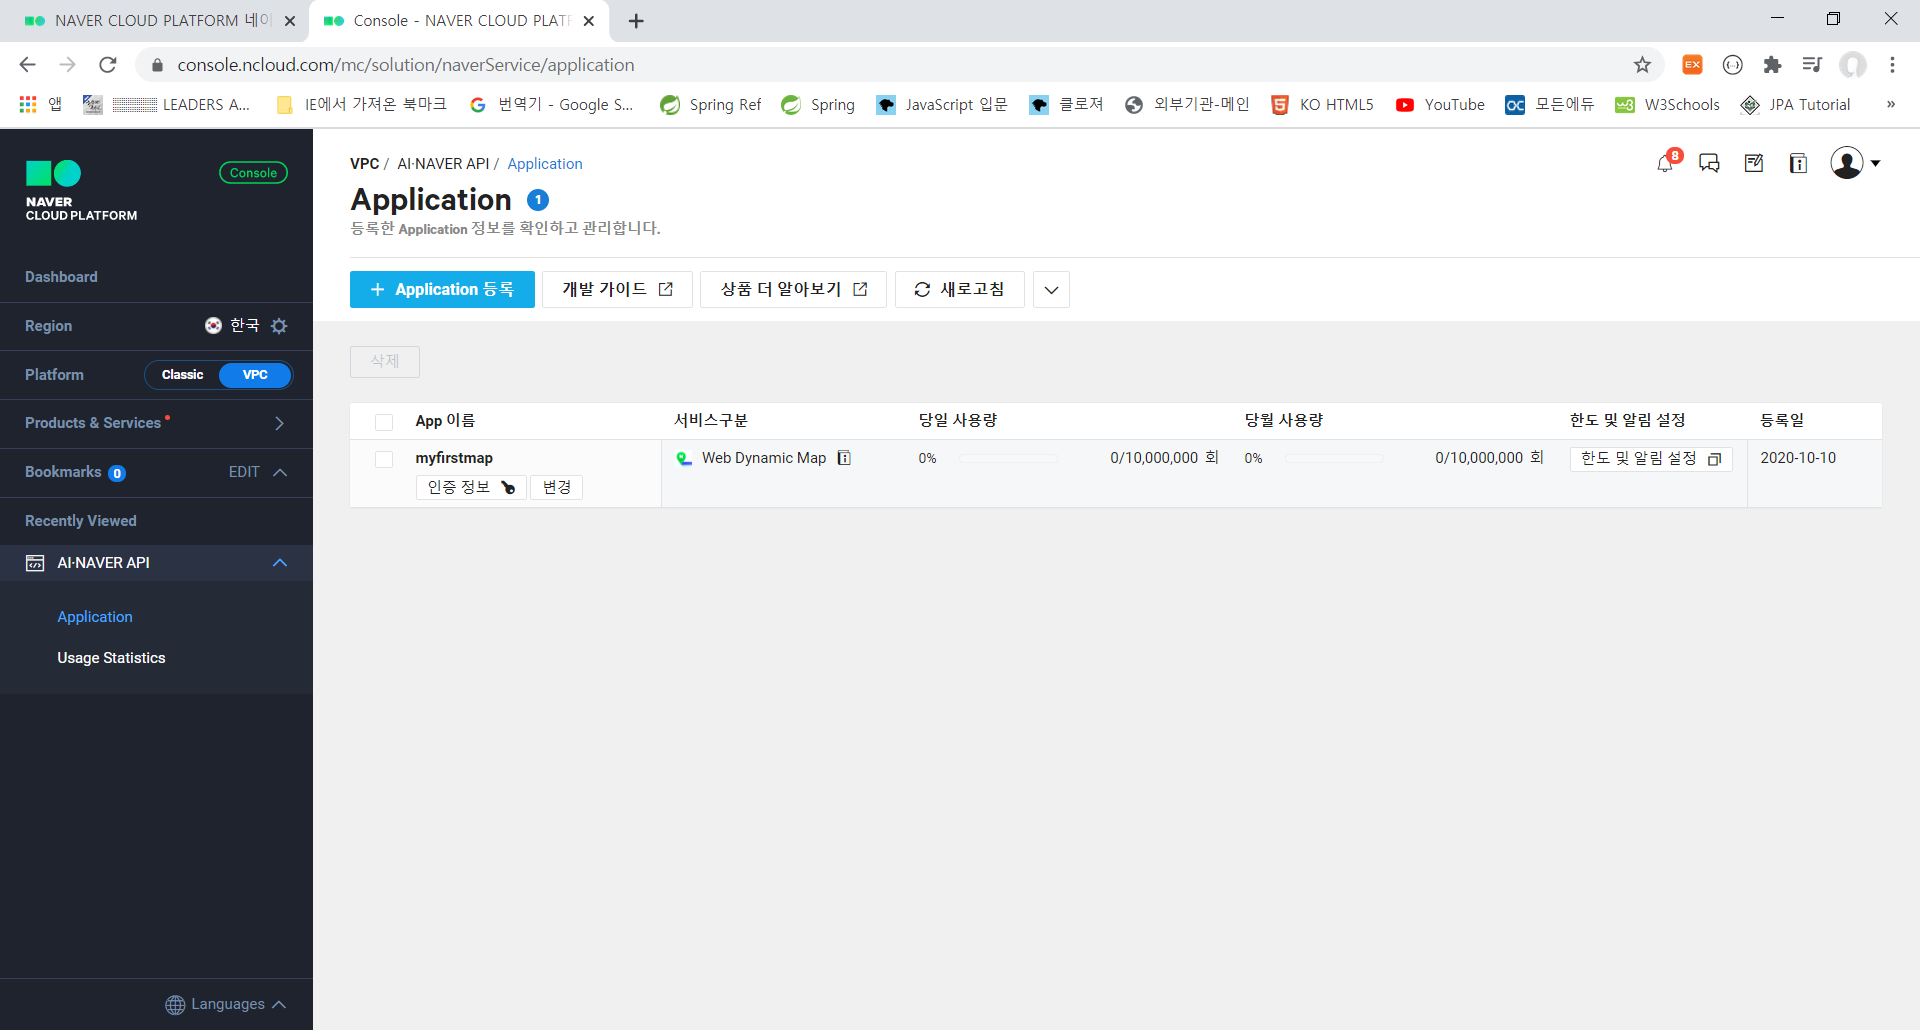 NAVER CLOUD PLATFORM 네이
Console - NAVER CLOUD PLATF
console.ncloud.com/mc/solution/naverService/application
EX
앱
LEADERS A...
IE에서 가져온 북마크
번역기 - Google S...
Spring Ref
Spring
JavaScript 입문
클로져
외부기관-메인
KO HTML5
YouTube
모든에듀
W3Schools
JPA Tutorial
»
NAVER
CLOUD PLATFORM
Console
Dashboard
Region
한국
Platform
Classic
VPC
Products & Services
Bookmarks 0
EDIT
Recently Viewed
AI·NAVER API
Application
Usage Statistics
Languages
VPC / AI·NAVER API / Application
8
Application 1
등록한 Application 정보를 확인하고 관리합니다.
+ Application 등록
개발 가이드
상품 더 알아보기
새로고침
삭제
App 이름
서비스구분
당일 사용량
당월 사용량
한도 및 알림 설정
등록일
myfirstmap
Web Dynamic Map
0%
0/10,000,000 회
0%
0/10,000,000 회
한도 및 알림 설정
2020-10-10
인증 정보
변경